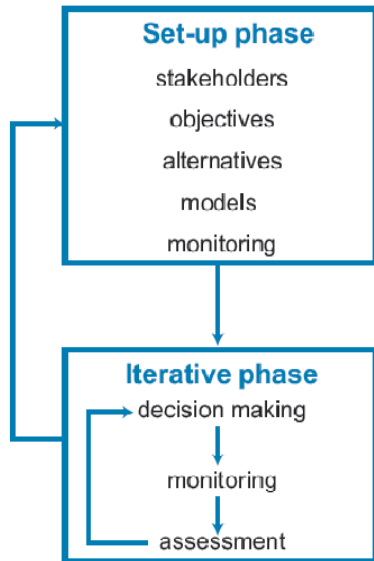 Set-up phase
stakeholders
objectives
alternatives
models
monitoring
Iterative phase
decision making
monitoring
assessment